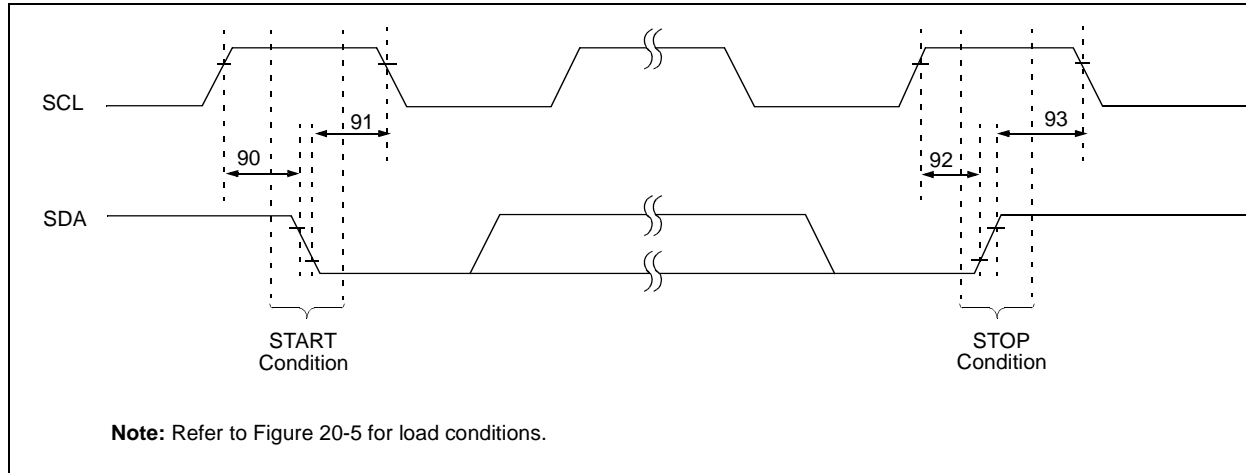 SCL
91
93
90
92
SDA
START
Condition
STOP
Condition
Note: Refer to Figure 20-5 for load conditions.